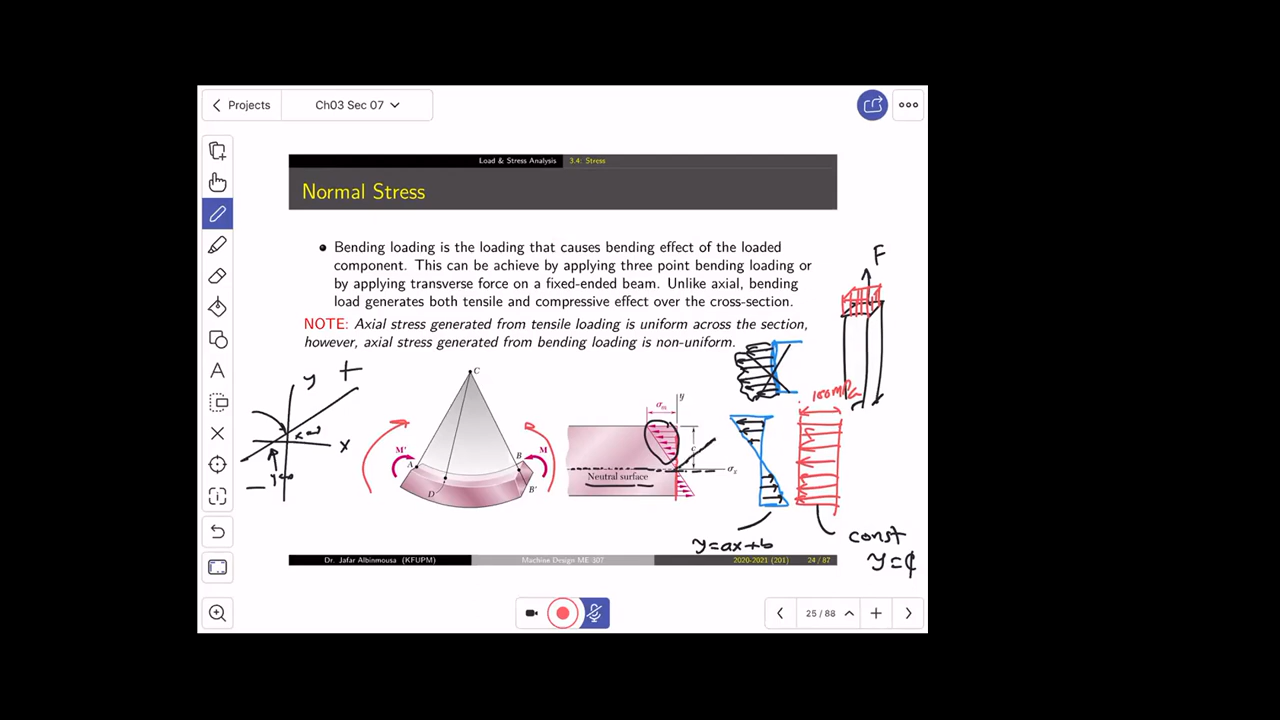 Projects
Ch03 Sec 07
Load & Stress Analysis
3.4: Stress
Normal Stress
Bending loading is the loading that causes bending effect of the loaded
component. This can be achieve by applying three point bending loading or
by applying transverse force on a fixed-ended beam. Unlike axial, bending
load generates both tensile and compressive effect over the cross-section.
NOTE: Axial stress generated from tensile loading is uniform across the section,
however, axial stress generated from bending loading is non-uniform.
F
y +
x=0
x
y=0
C
M'
A
D
B
M
B'
σm
y
c
Neutral surface
σx
100MPa
y=ax+b
const
y=¢
Dr. Jafar Albinmousa (KFUPM)
Machine Design ME 307
2020-2021 (201)
24 / 87
25 / 88